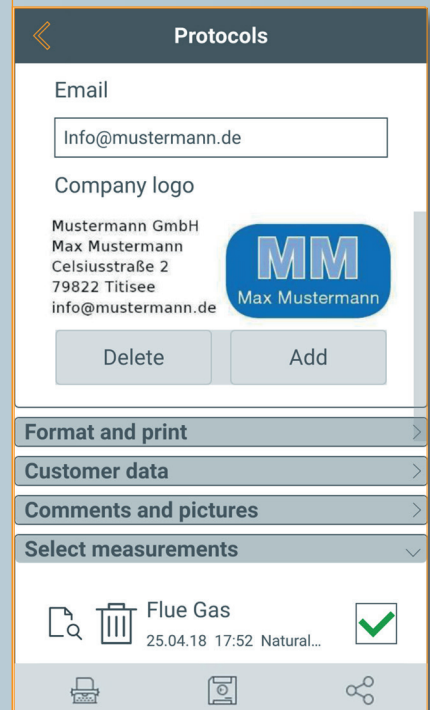 Protocols
Email
Info@mustermann.de
Company logo
Mustermann GmbH
Max Mustermann
Celsiusstraße 2
79822 Titisee
info@mustermann.de
MM
Max Mustermann
Delete
Add
Format and print
Customer data
Comments and pictures
Select measurements
Flue Gas
25.04.18 17:52 Natural...